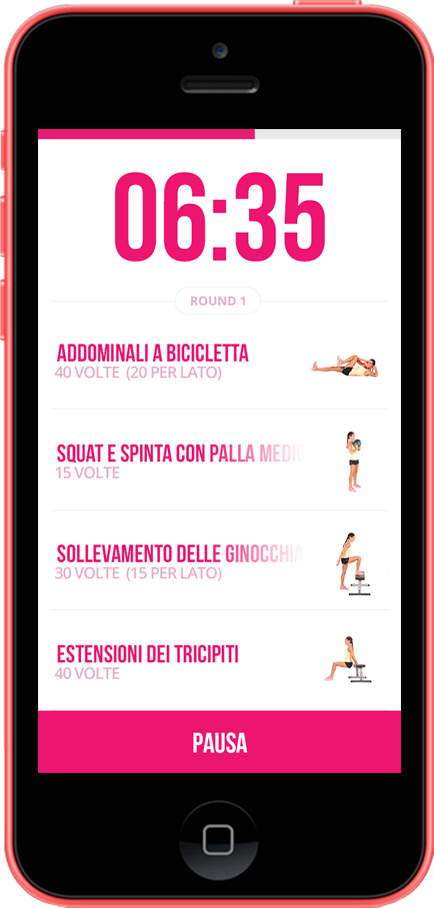 06:35
ROUND 1
ADDOMINALI A BICICLETTA
40 VOLTE (20 PER LATO)
SQUAT E SPINTA CON PALLA MEDIC
15 VOLTE
SOLLEVAMENTO DELLE GINOCCHIA
30 VOLTE (15 PER LATO)
ESTENSIONI DEI TRICIPITI
40 VOLTE
PAUSA